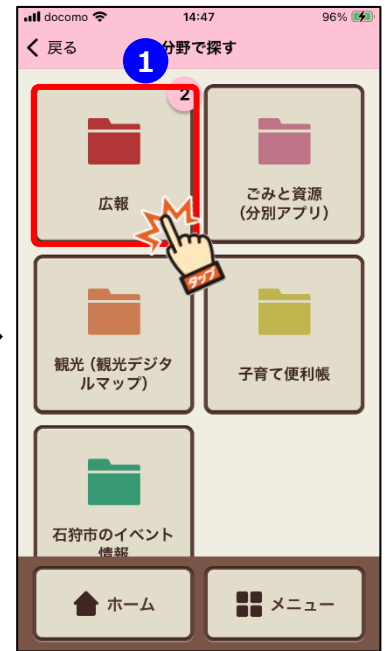 docomo 14:47 96%
戻る 分野で探す
1
2
広報
ごみと資源
(分別アプリ)
タップ
観光 (観光デジタ
ルマップ)
子育て便利帳
石狩市のイベント
情報
ホーム
メニュー